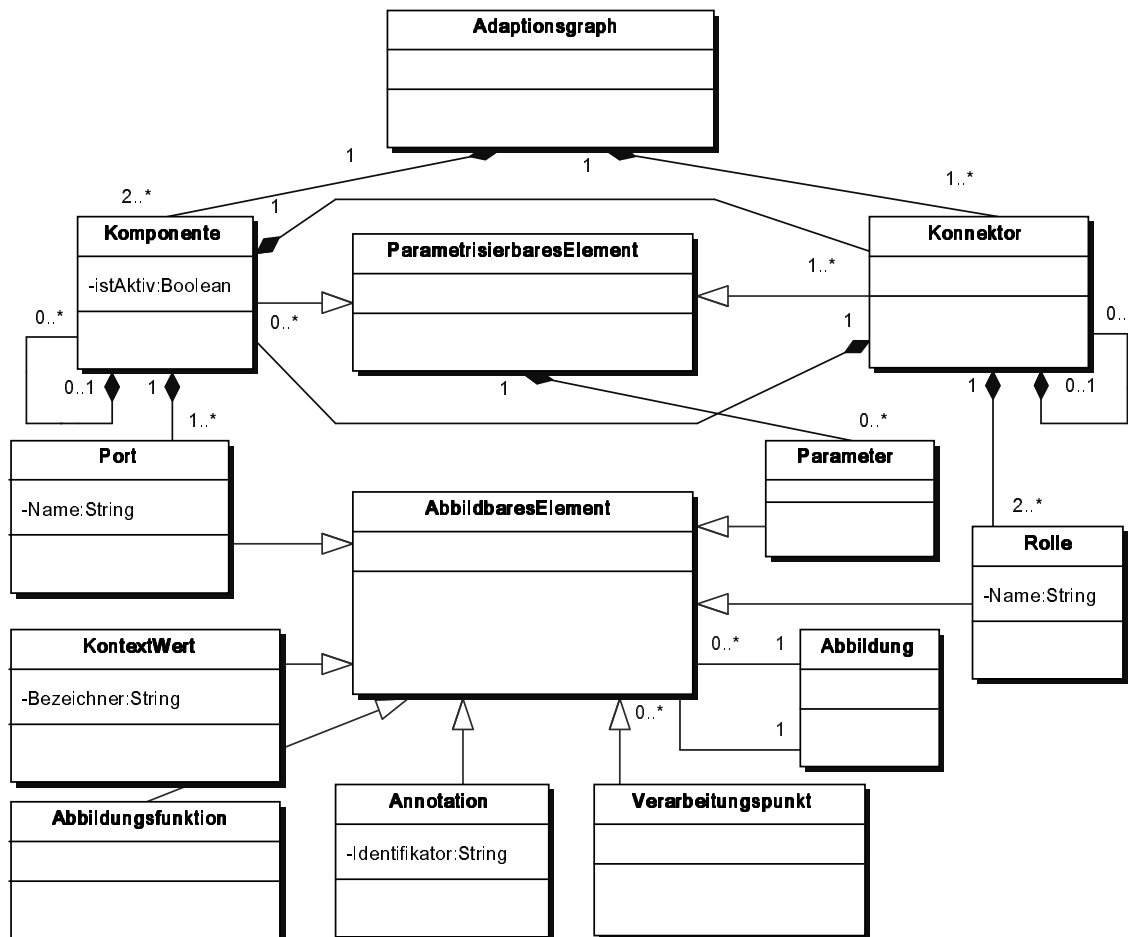 Adaptionsgraph
1
1
2..*
1
1..*
Komponente
-istAktiv:Boolean
ParametrisierbaresElement
Konnektor
1..*
0..*
0..*
1
0..
0..1
1
1
1
0..1
1..*
0..*
Port
-Name:String
Parameter
AbbildbaresElement
2..*
Rolle
-Name:String
KontextWert
-Bezeichner:String
0..*
1
Abbildung
0..*
1
Abbildungsfunktion
Annotation
-Identifikator:String
Verarbeitungspunkt